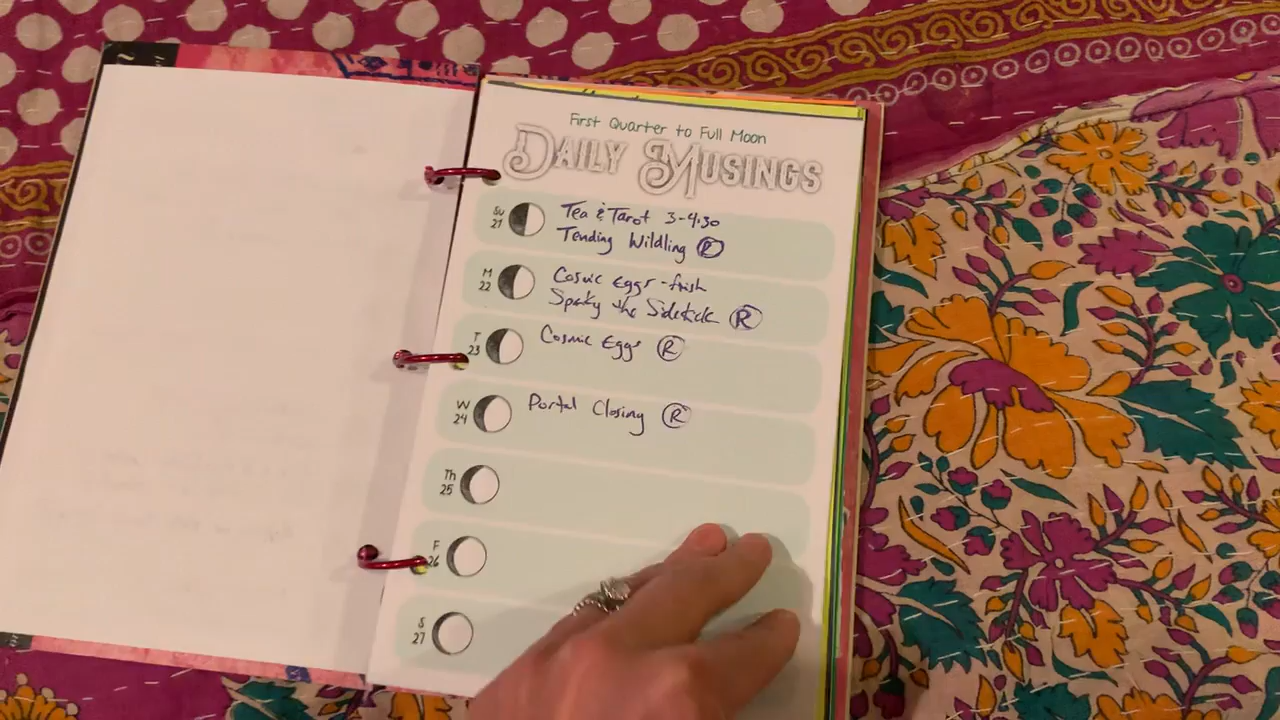 First Quarter to Full Moon
DAILY MUSINGS
Su
21
Tea & Tarot 3-4:30
Tending Wildling R
M
22
Cosmic Eggs - finish
Spanky the Sidekick R
T
23
Cosmic Eggs R
W
24
Portal Closing R
Th
25
F
26
S
27